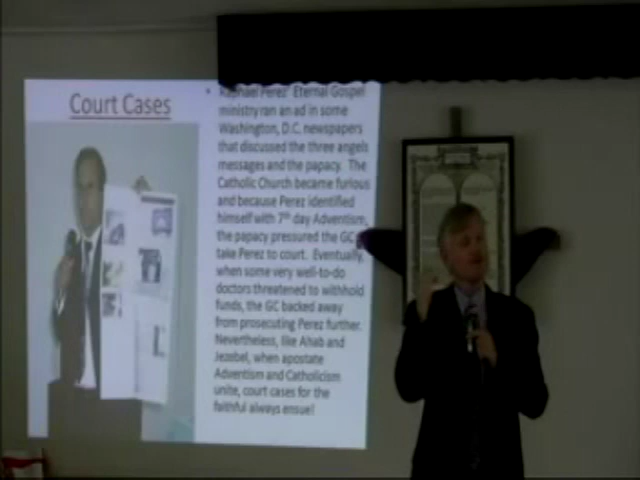 Court Cases
• Raphael Perez' Eternal Gospel
ministry ran an ad in some
Washington, D.C. newspapers
that discussed the three angels
messages and the papacy. The
Catholic Church became furious
and because Perez identified
himself with 7th day Adventism,
the papacy pressured the GC
take Perez to court. Eventually,
when some very well-to-do
doctors threatened to withhold
funds, the GC backed away
from prosecuting Perez further.
Nevertheless, like Ahab and
Jezebel, when apostate
Adventism and Catholicism
unite, court cases for the
faithful always ensue!